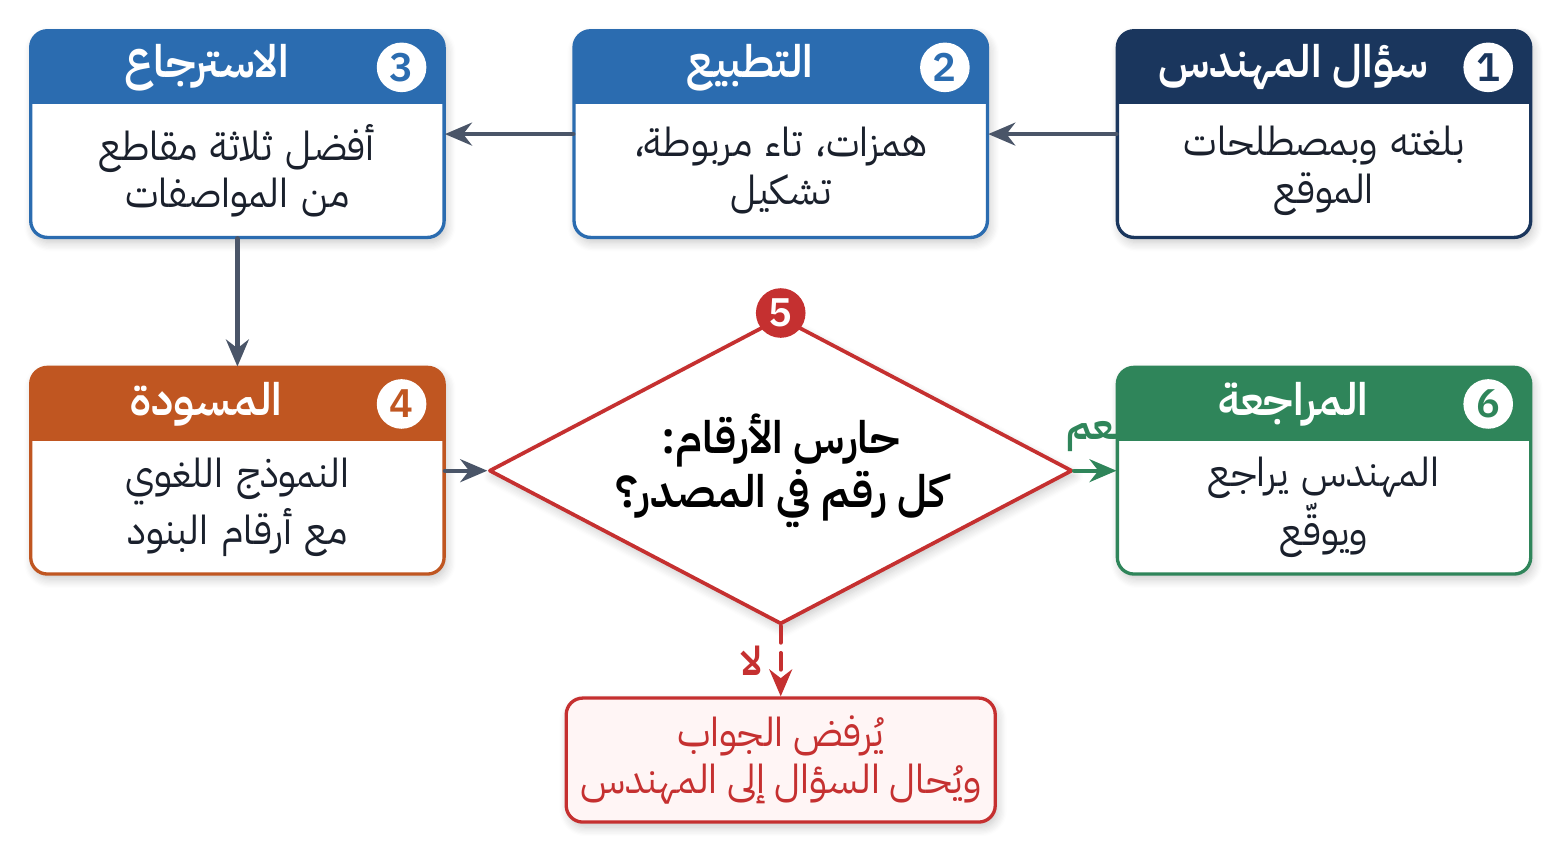 1
سؤال المهندس
بلغته وبمصطلحات
الموقع
2
التطبيع
همزات، تاء مربوطة،
تشكيل
3
الاسترجاع
أفضل ثلاثة مقاطع
من المواصفات
4
المسودة
النموذج اللغوي
مع أرقام البنود
5
حارس الأرقام:
كل رقم في المصدر؟
6
المراجعة
المهندس يراجع
ويوقّع
لا
يُرفض الجواب
ويُحال السؤال إلى المهندس